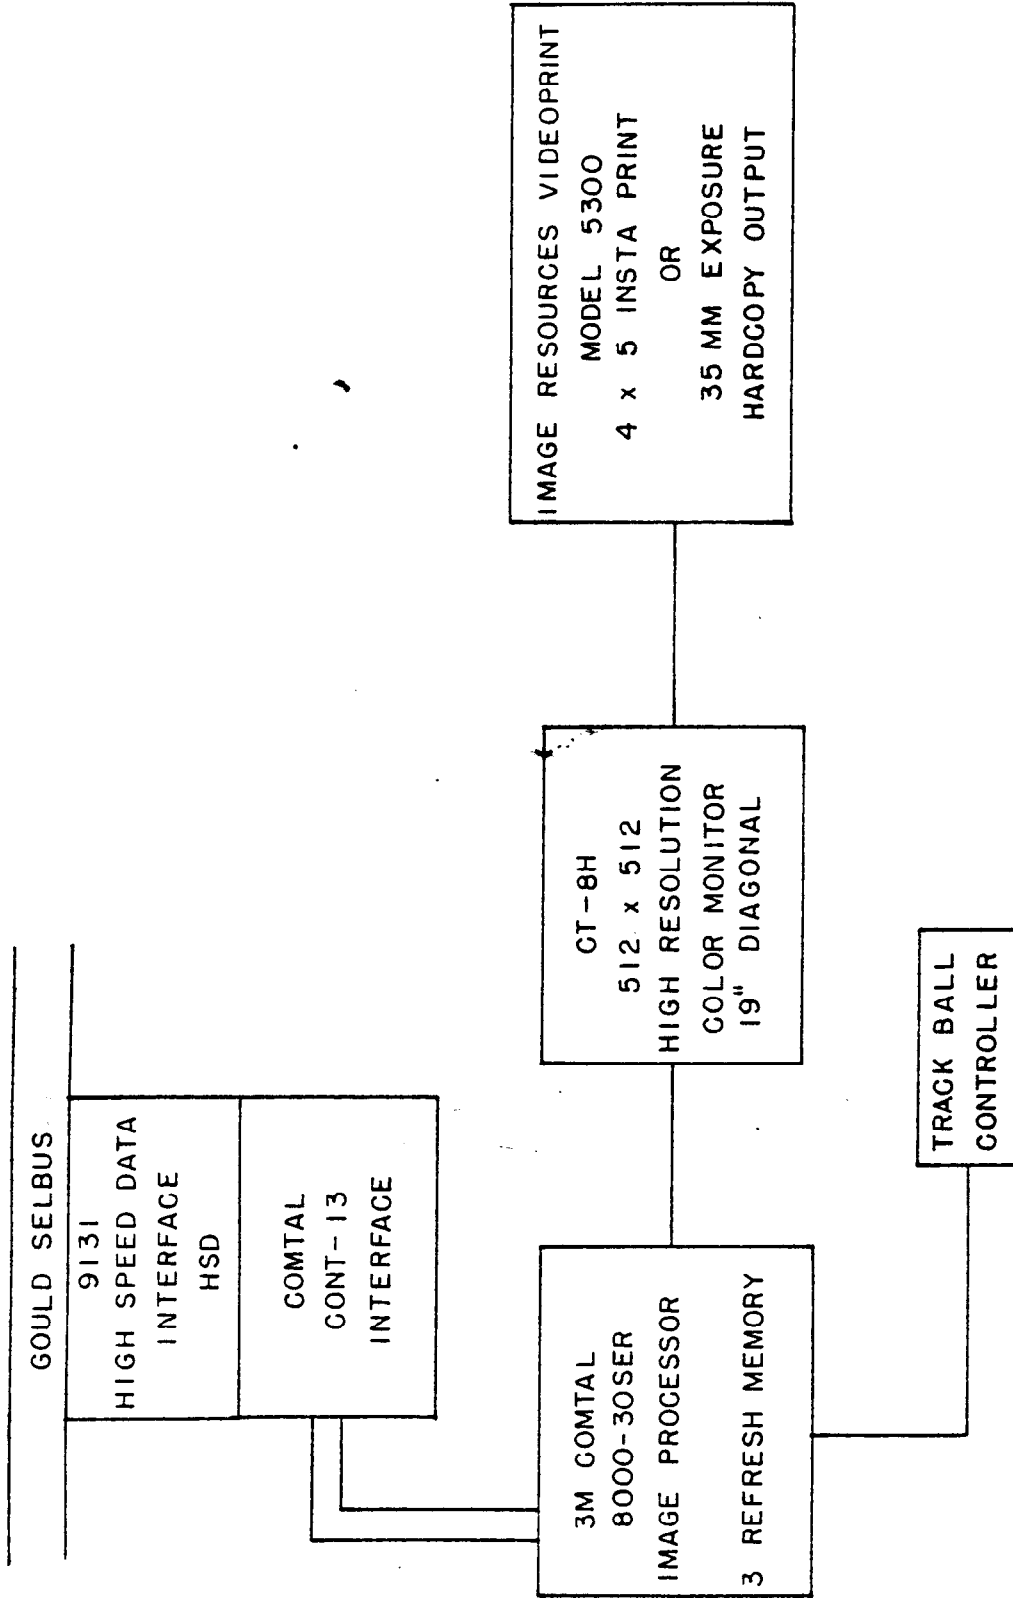 GOULD SELBUS
9131
HIGH SPEED DATA
INTERFACE
HSD
COMTAL
CONT-13
INTERFACE
3M COMTAL
8000-30SER
IMAGE PROCESSOR
3 REFRESH MEMORY
CT-8H
512 x 512
HIGH RESOLUTION
COLOR MONITOR
19" DIAGONAL
IMAGE RESOURCES VIDEOPRINT
MODEL 5300
4 x 5 INSTA PRINT
OR
35 MM EXPOSURE
HARDCOPY OUTPUT
TRACK BALL
CONTROLLER